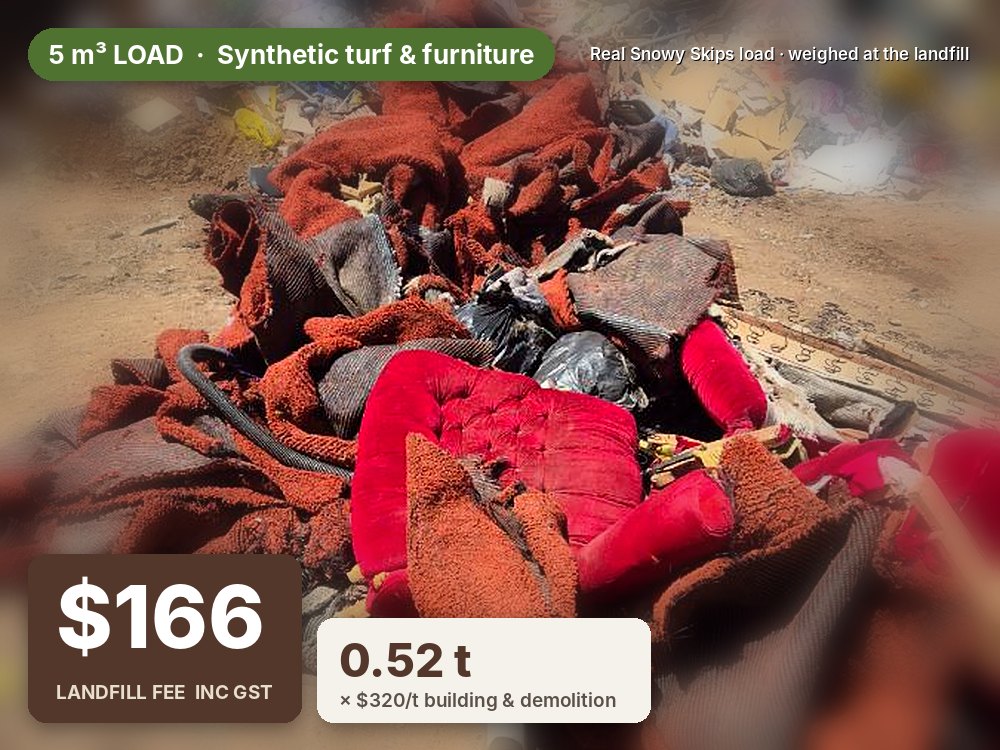 5 m³ LOAD · Synthetic turf & furniture
Real Snowy Skips load · weighed at the landfill
$166
LANDFILL FEE INC GST
0.52 t
× $320/t building & demolition